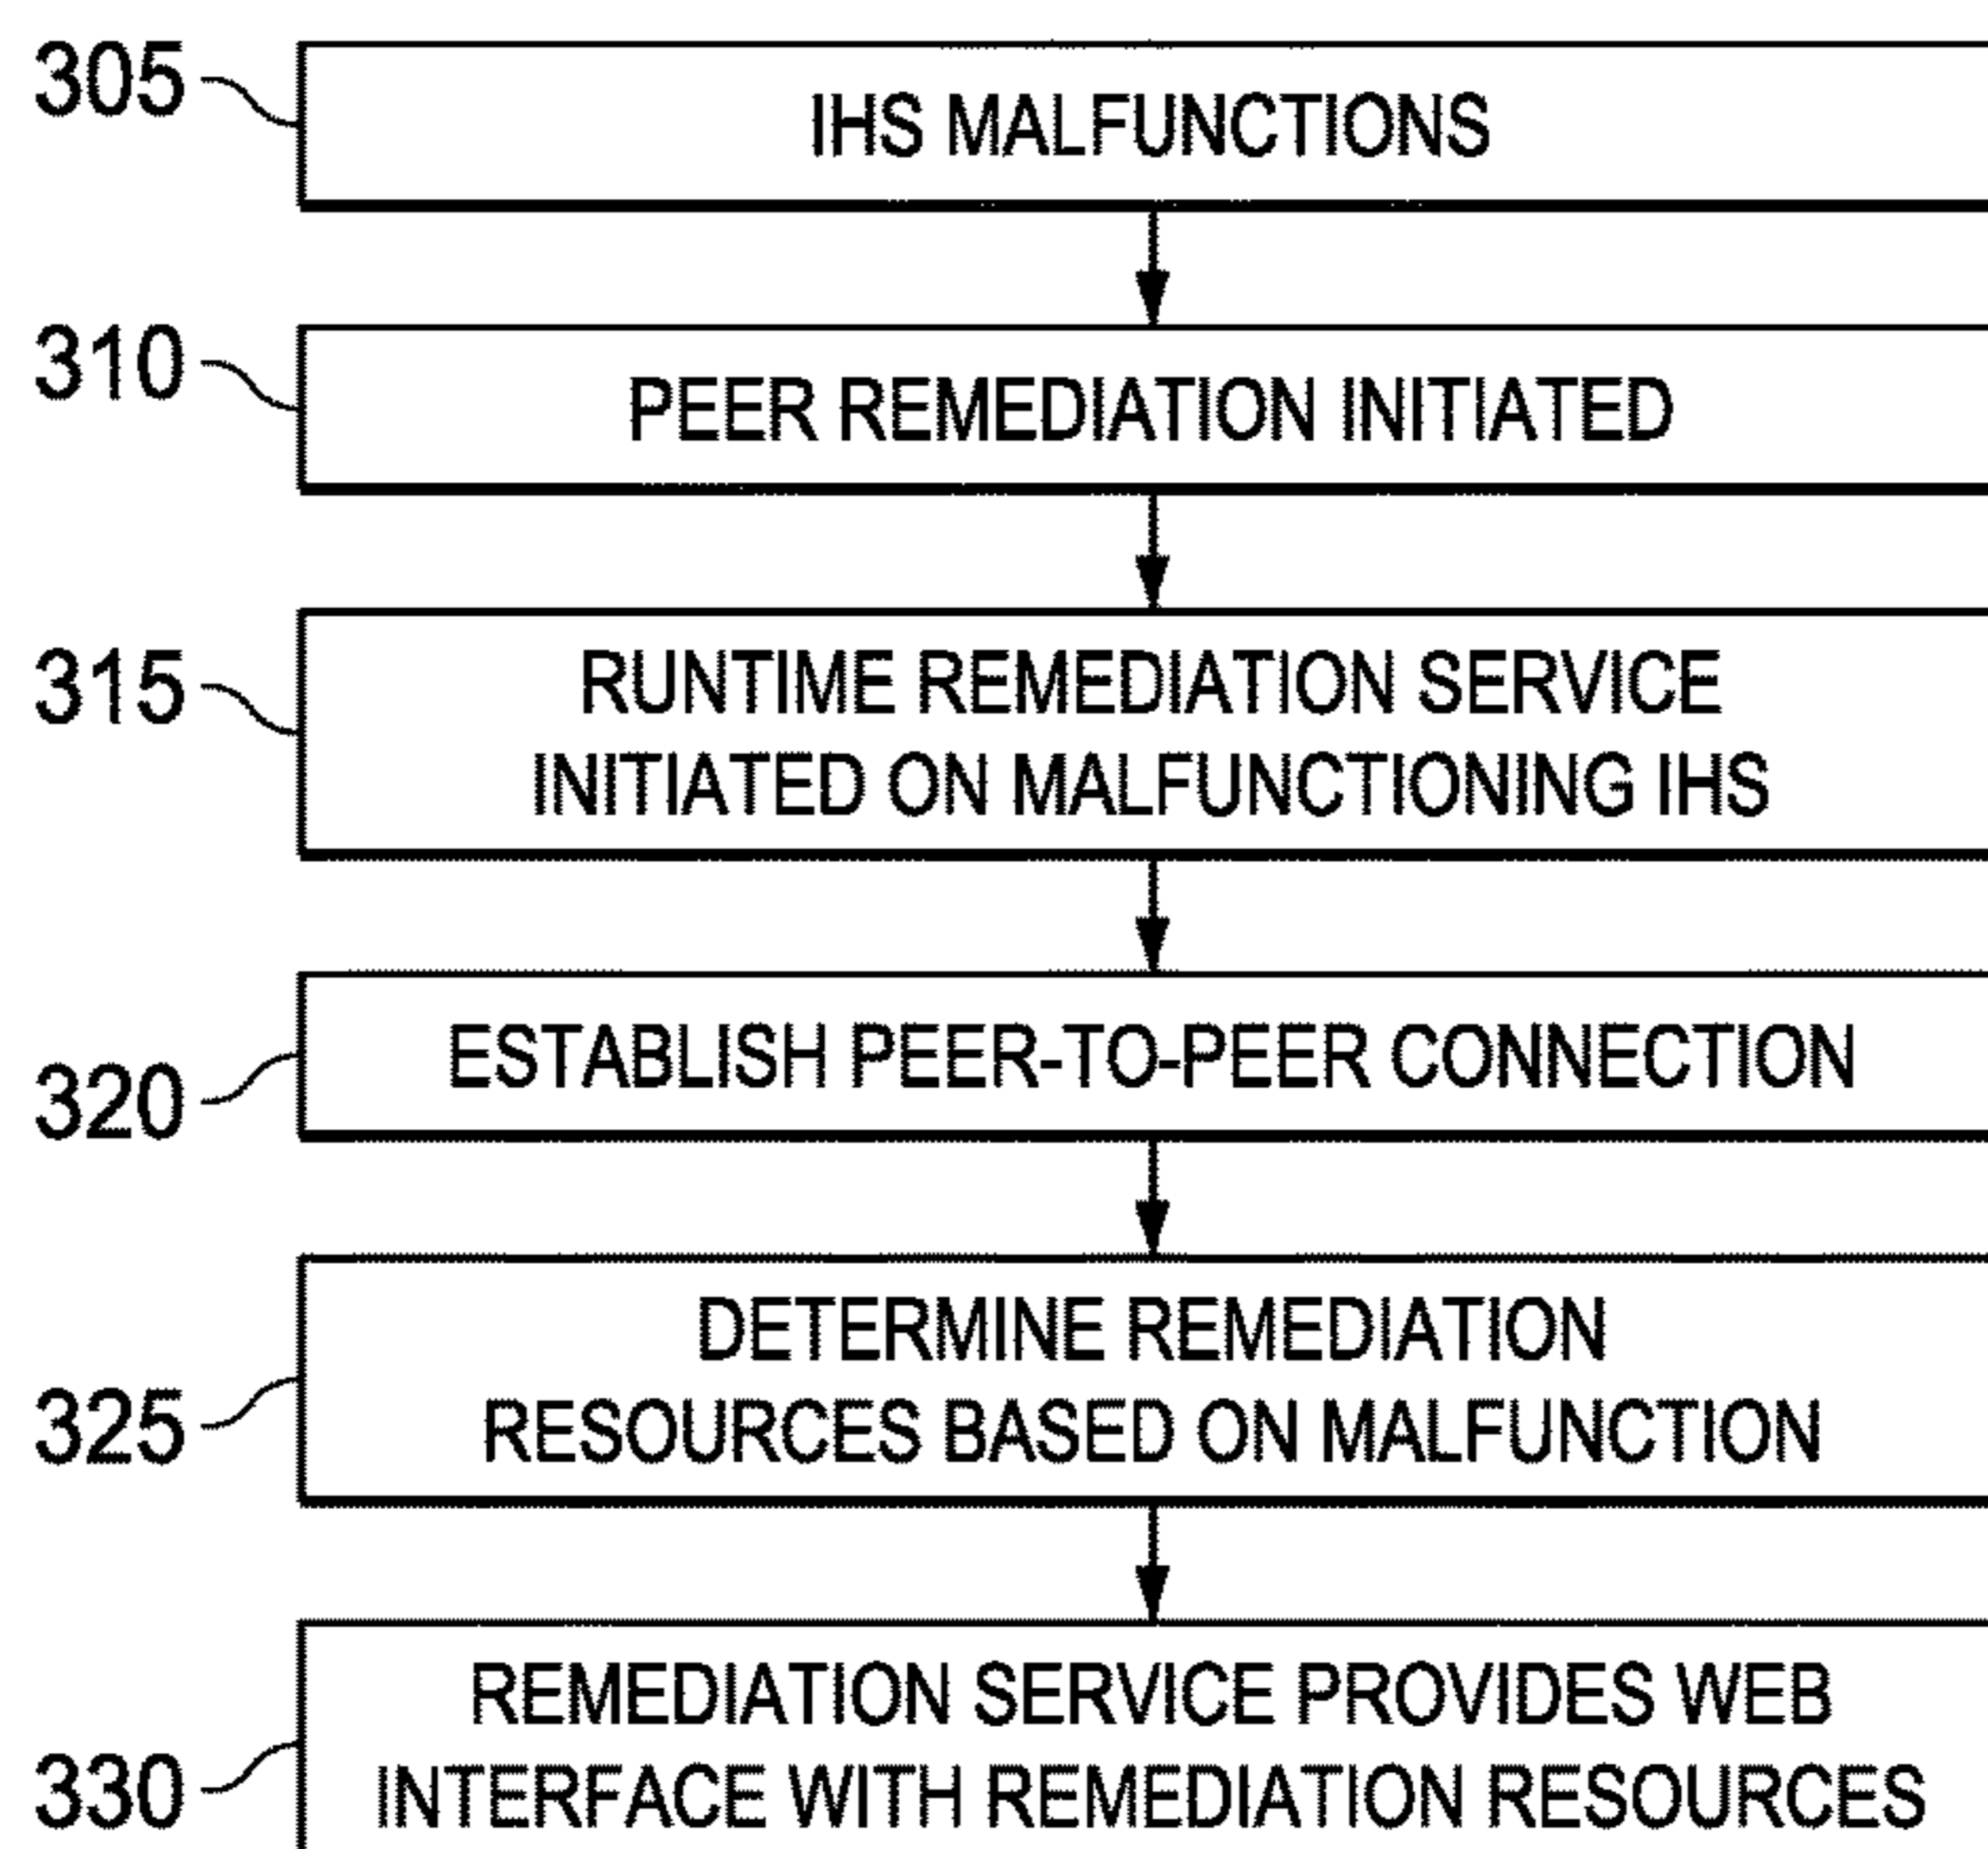 305
IHS MALFUNCTIONS
310
PEER REMEDIATION INITIATED
315
RUNTIME REMEDIATION SERVICE
INITIATED ON MALFUNCTIONING IHS
320
ESTABLISH PEER-TO-PEER CONNECTION
325
DETERMINE REMEDIATION
RESOURCES BASED ON MALFUNCTION
330
REMEDIATION SERVICE PROVIDES WEB
INTERFACE WITH REMEDIATION RESOURCES